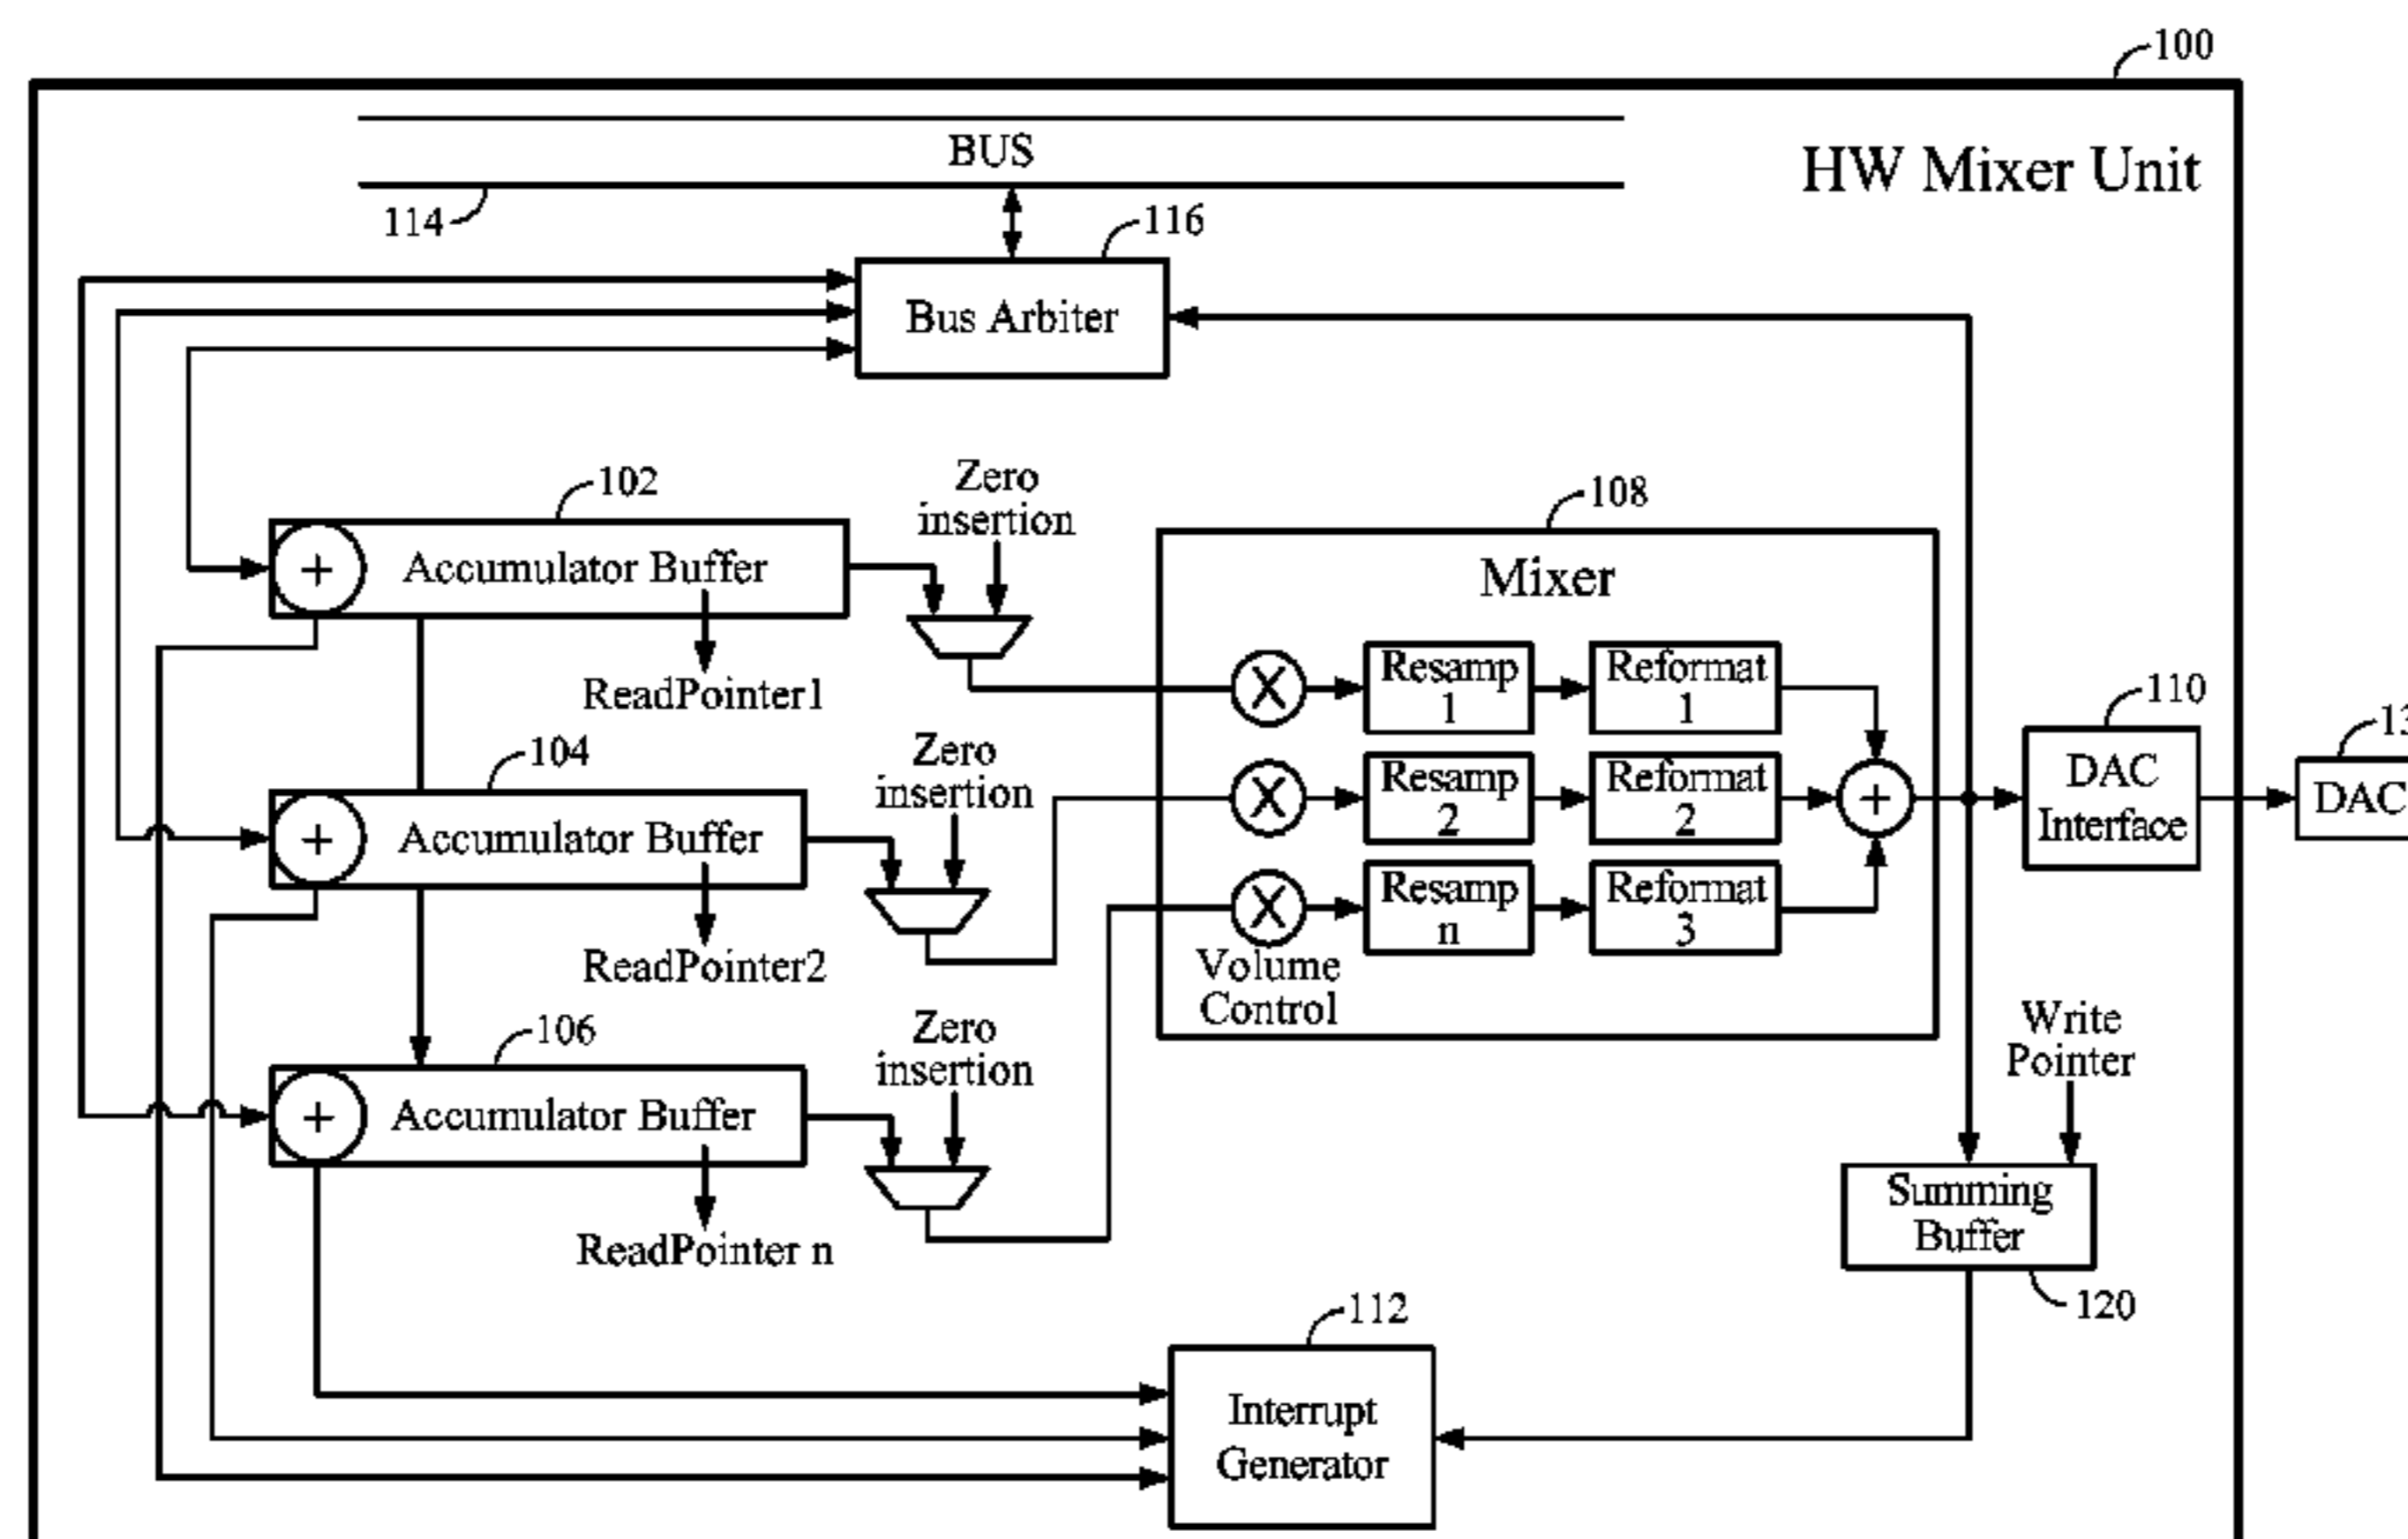 100
BUS
HW Mixer Unit
114
116
Bus Arbiter
102
Zero
insertion
108
+
Accumulator Buffer
Mixer
ReadPointer1
X
Resamp
1
Reformat
1
110
104
Zero
insertion
X
Resamp
2
Reformat
2
+
DAC
Interface
DAC
+
Accumulator Buffer
X
Resamp
n
Reformat
3
ReadPointer2
Volume
Control
106
Zero
insertion
Write
Pointer
+
Accumulator Buffer
Summing
Buffer
ReadPointer n
120
112
Interrupt
Generator